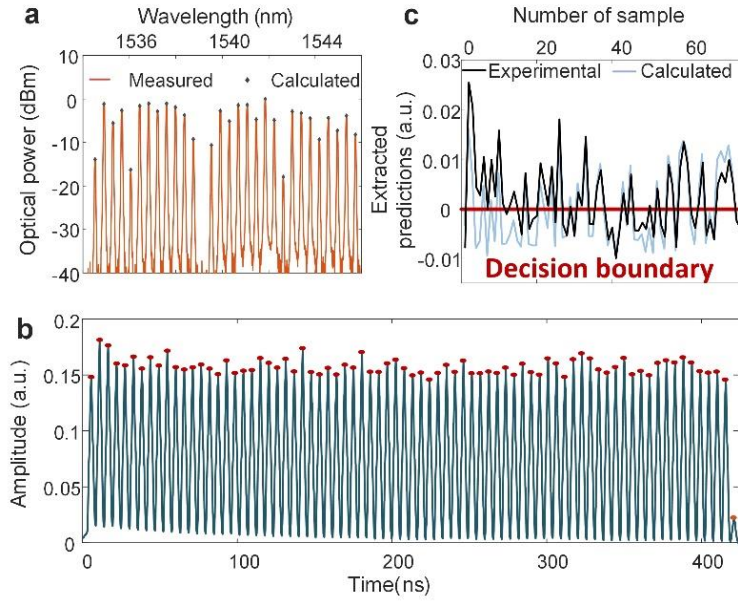 a
Wavelength (nm)
1536 1540 1544
10
0
-10
-20
-30
-40
Optical power (dBm)
Measured Calculated
c
Number of sample
0 20 40 60
0.03
0.02
0.01
0
-0.01
Extracted
predictions (a.u.)
Experimental Calculated
Decision boundary
b
0.2
0.15
0.1
0.05
0
Amplitude (a.u.)
0 100 200 300 400
Time(ns)